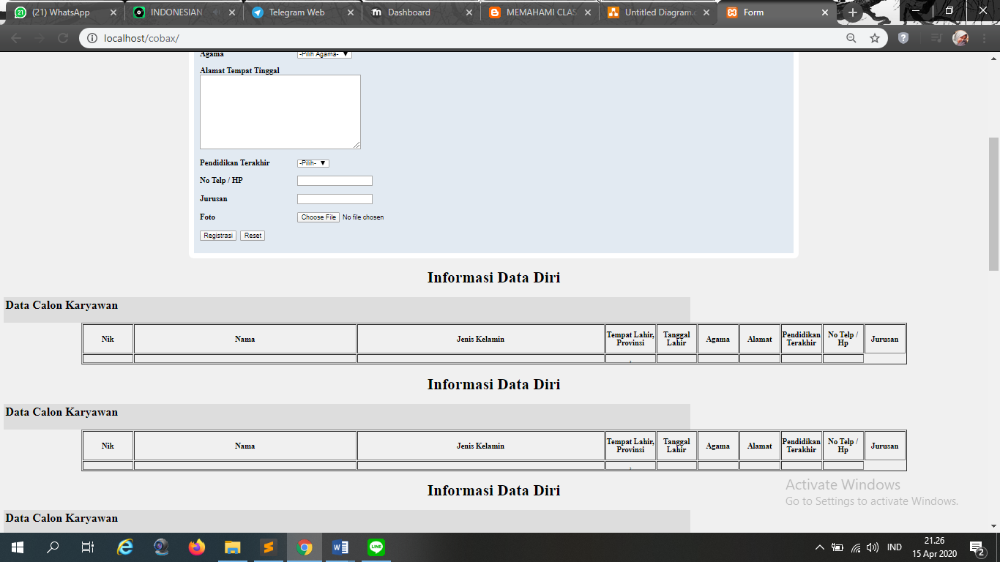 (21) WhatsApp
INDONESIAN
Telegram Web
Dashboard
MEMAHAMI CLAS
Untitled Diagram.
Form
localhost/cobax/
Agama
-Pilih Agama-
Alamat Tempat Tinggal
Pendidikan Terakhir
-Pilih-
No Telp / HP
Jurusan
Foto
Choose File No file chosen
Registrasi Reset
Informasi Data Diri
Data Calon Karyawan
Nik
Nama
Jenis Kelamin
Tempat Lahir,
Provinsi
Tanggal
Lahir
Agama
Alamat
Pendidikan
Terakhir
No Telp /
Hp
Jurusan
,
Informasi Data Diri
Data Calon Karyawan
Nik
Nama
Jenis Kelamin
Tempat Lahir,
Provinsi
Tanggal
Lahir
Agama
Alamat
Pendidikan
Terakhir
No Telp /
Hp
Jurusan
,
Informasi Data Diri
Data Calon Karyawan
Activate Windows
Go to Settings to activate Windows.
IND
21.26
15 Apr 2020
2